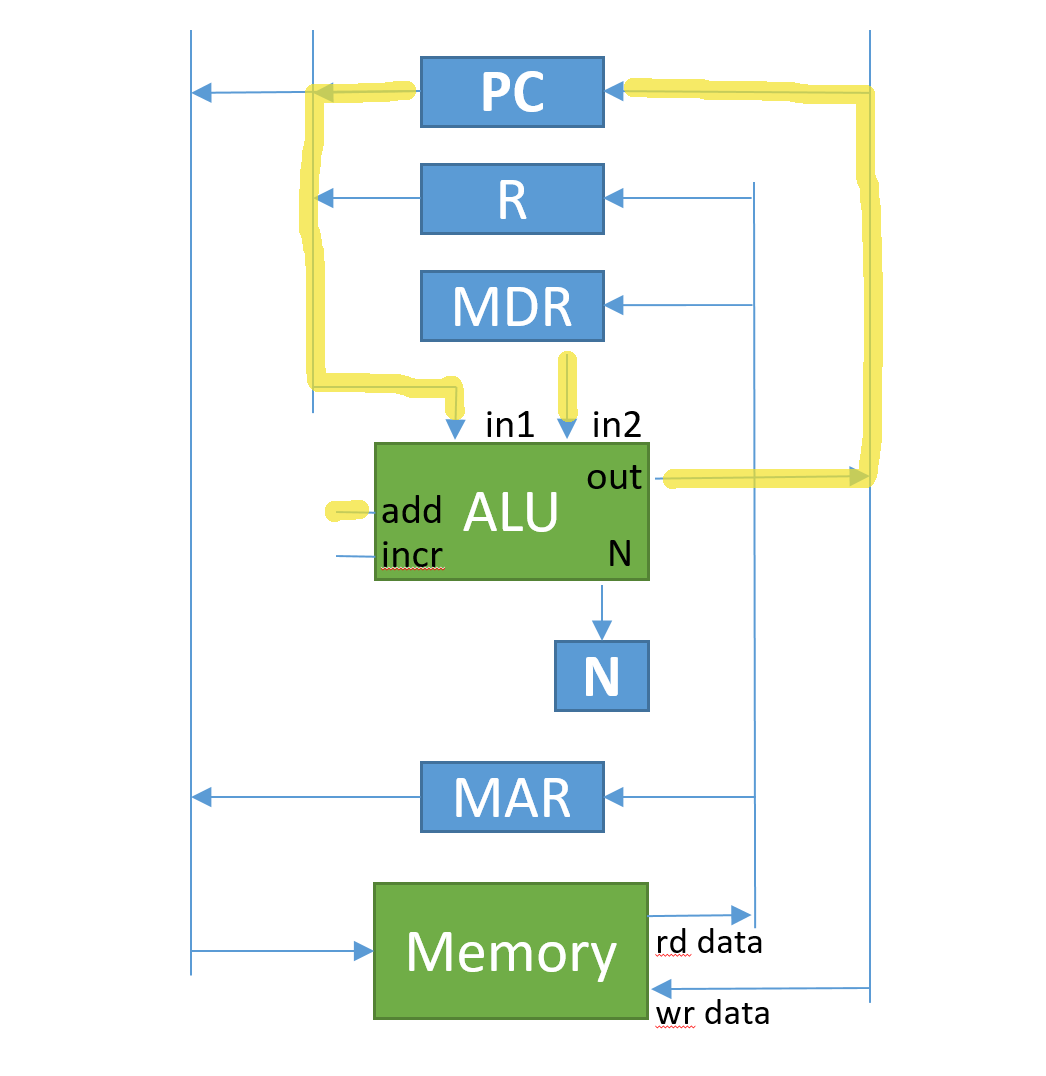 PC
R
MDR
in1 in2
out
add ALU
incr N
N
MAR
Memory
rd data
wr data